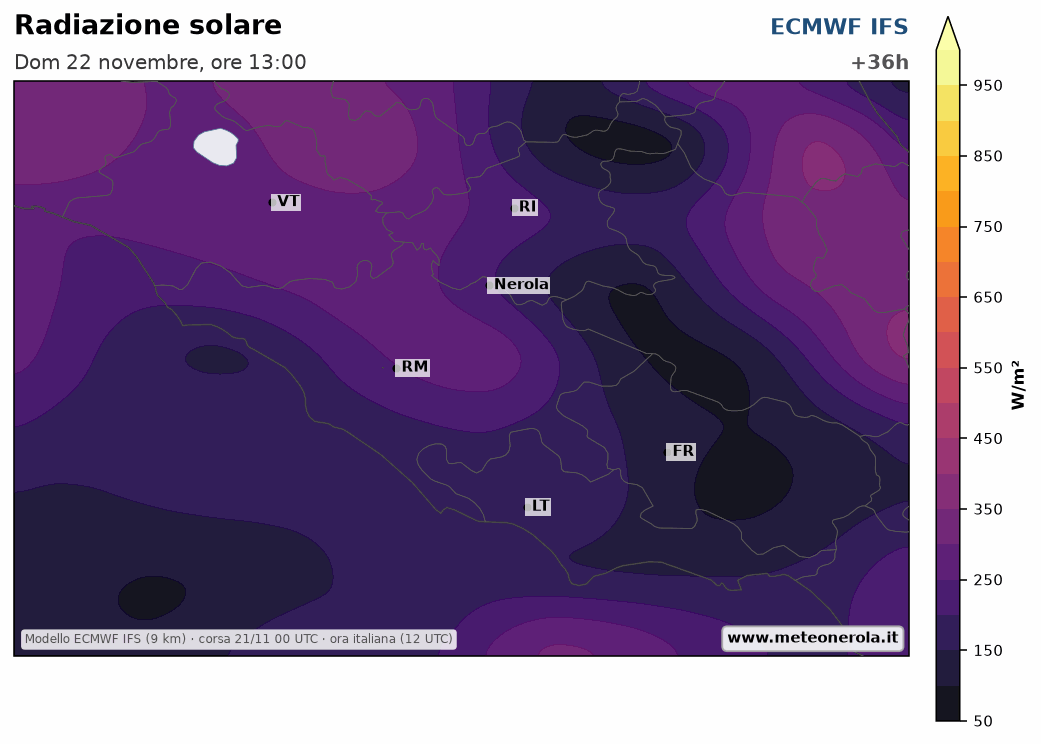 Radiazione solare
ECMWF IFS
Dom 22 novembre, ore 13:00
+36h
VT
RI
Nerola
RM
FR
LT
Modello ECMWF IFS (9 km) · corsa 21/11 00 UTC · ora italiana (12 UTC)
www.meteonerola.it
950
850
750
650
550
450
350
250
150
50
W/m²